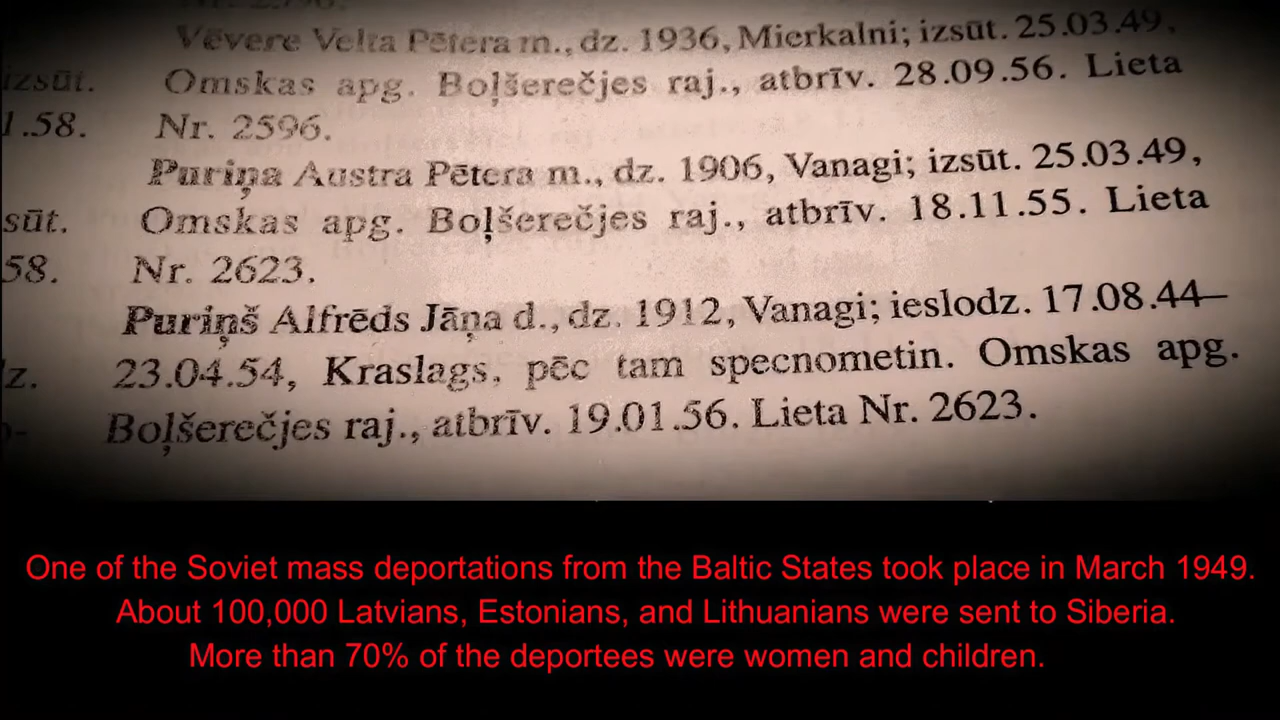 Vēvere Velta Pētera m., dz. 1936, Mierkalni; izsūt. 25.03.49,
izsūt. Omskas apg. Boļšerečjes raj., atbrīv. 28.09.56. Lieta
1.58. Nr. 2596.
Puriņa Austra Pētera m., dz. 1906, Vanagi; izsūt. 25.03.49,
sūt. Omskas apg. Boļšerečjes raj., atbrīv. 18.11.55. Lieta
58. Nr. 2623.
Puriņš Alfrēds Jāņa d., dz. 1912, Vanagi; ieslodz. 17.08.44–
z. 23.04.54, Kraslags, pēc tam specnometin. Omskas apg.
Boļšerečjes raj., atbrīv. 19.01.56. Lieta Nr. 2623.
One of the Soviet mass deportations from the Baltic States took place in March 1949.
About 100,000 Latvians, Estonians, and Lithuanians were sent to Siberia.
More than 70% of the deportees were women and children.